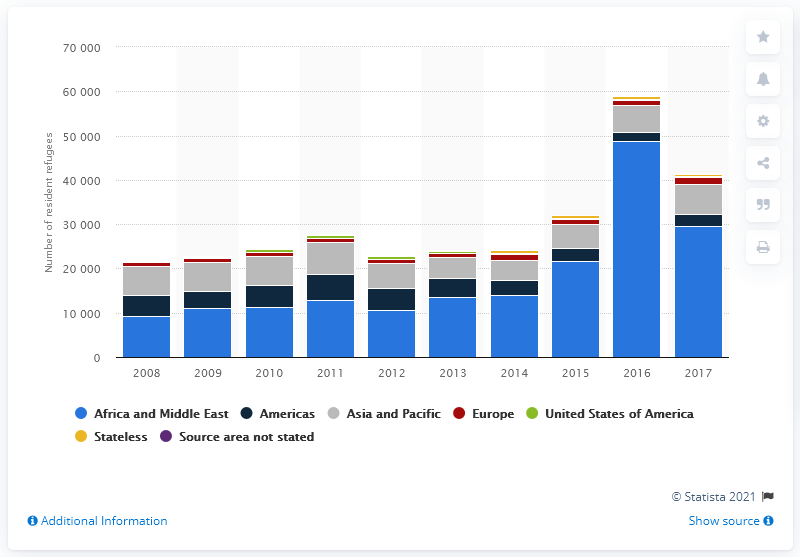 70 000
60 000
50 000
40 000
30 000
20 000
10 000
0
Number of resident refugees
2008 2009 2010 2011 2012 2013 2014 2015 2016 2017
Africa and Middle East Americas Asia and Pacific Europe United States of America
Stateless Source area not stated
© Statista 2021
Additional Information Show source